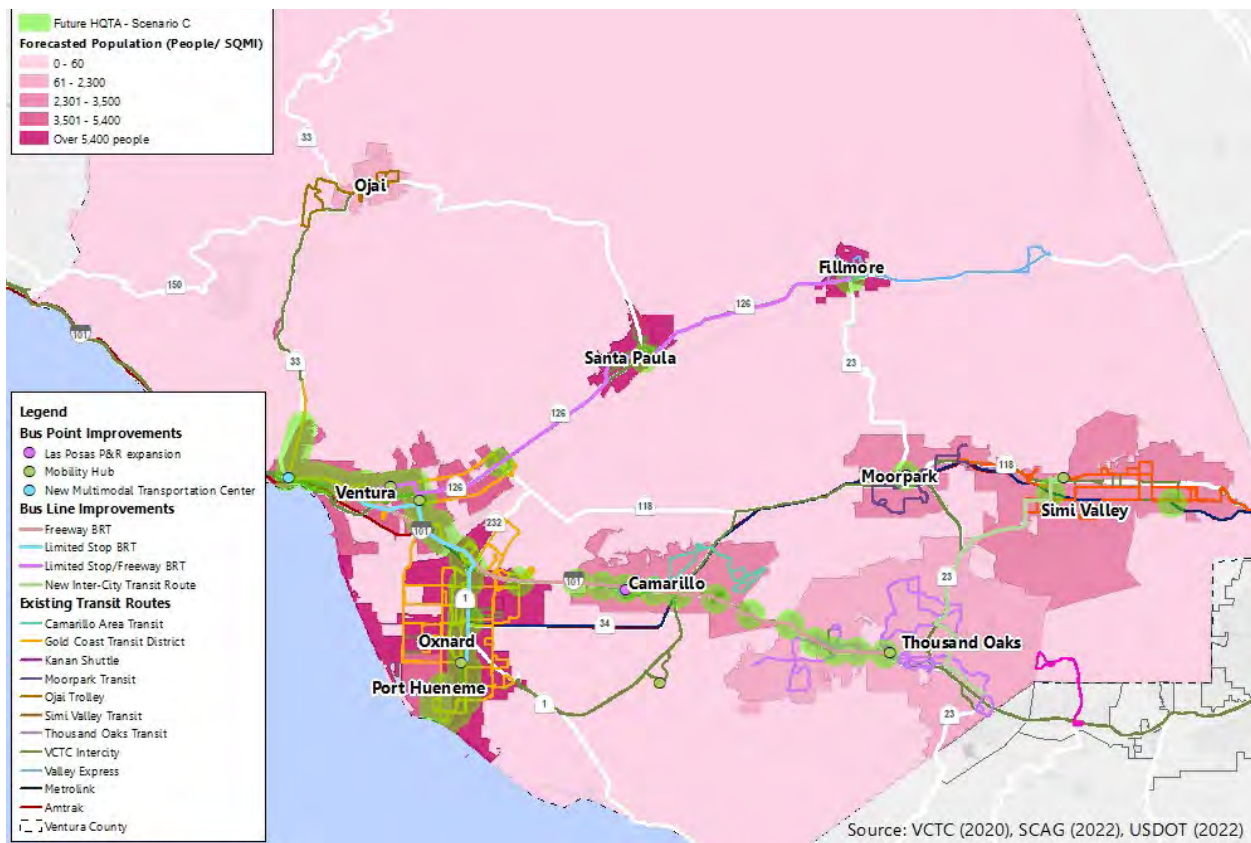 Future HQTA - Scenario C
Forecasted Population (People/ SQMI)
0 - 60
61 - 2,300
2,301 - 3,500
3,501 - 5,400
Over 5,400 people
33
Ojai
150
Fillmore
126
101
Santa Paula
23
33
126
Legend
Bus Point Improvements
Las Posas P&R expansion
Mobility Hub
New Multimodal Transportation Center
Bus Line Improvements
Freeway BRT
Limited Stop BRT
Limited Stop/Freeway BRT
New Inter-City Transit Route
Existing Transit Routes
Camarillo Area Transit
Gold Coast Transit District
Kanan Shuttle
Moorpark Transit
Ojai Trolley
Simi Valley Transit
Thousand Oaks Transit
VCTC Intercity
Valley Express
Metrolink
Amtrak
Ventura County
Ventura
126
Moorpark
118
Simi Valley
232
118
101
101
Camarillo
23
1
34
Oxnard
Thousand Oaks
Port Hueneme
1
23
Source: VCTC (2020), SCAG (2022), USDOT (2022)